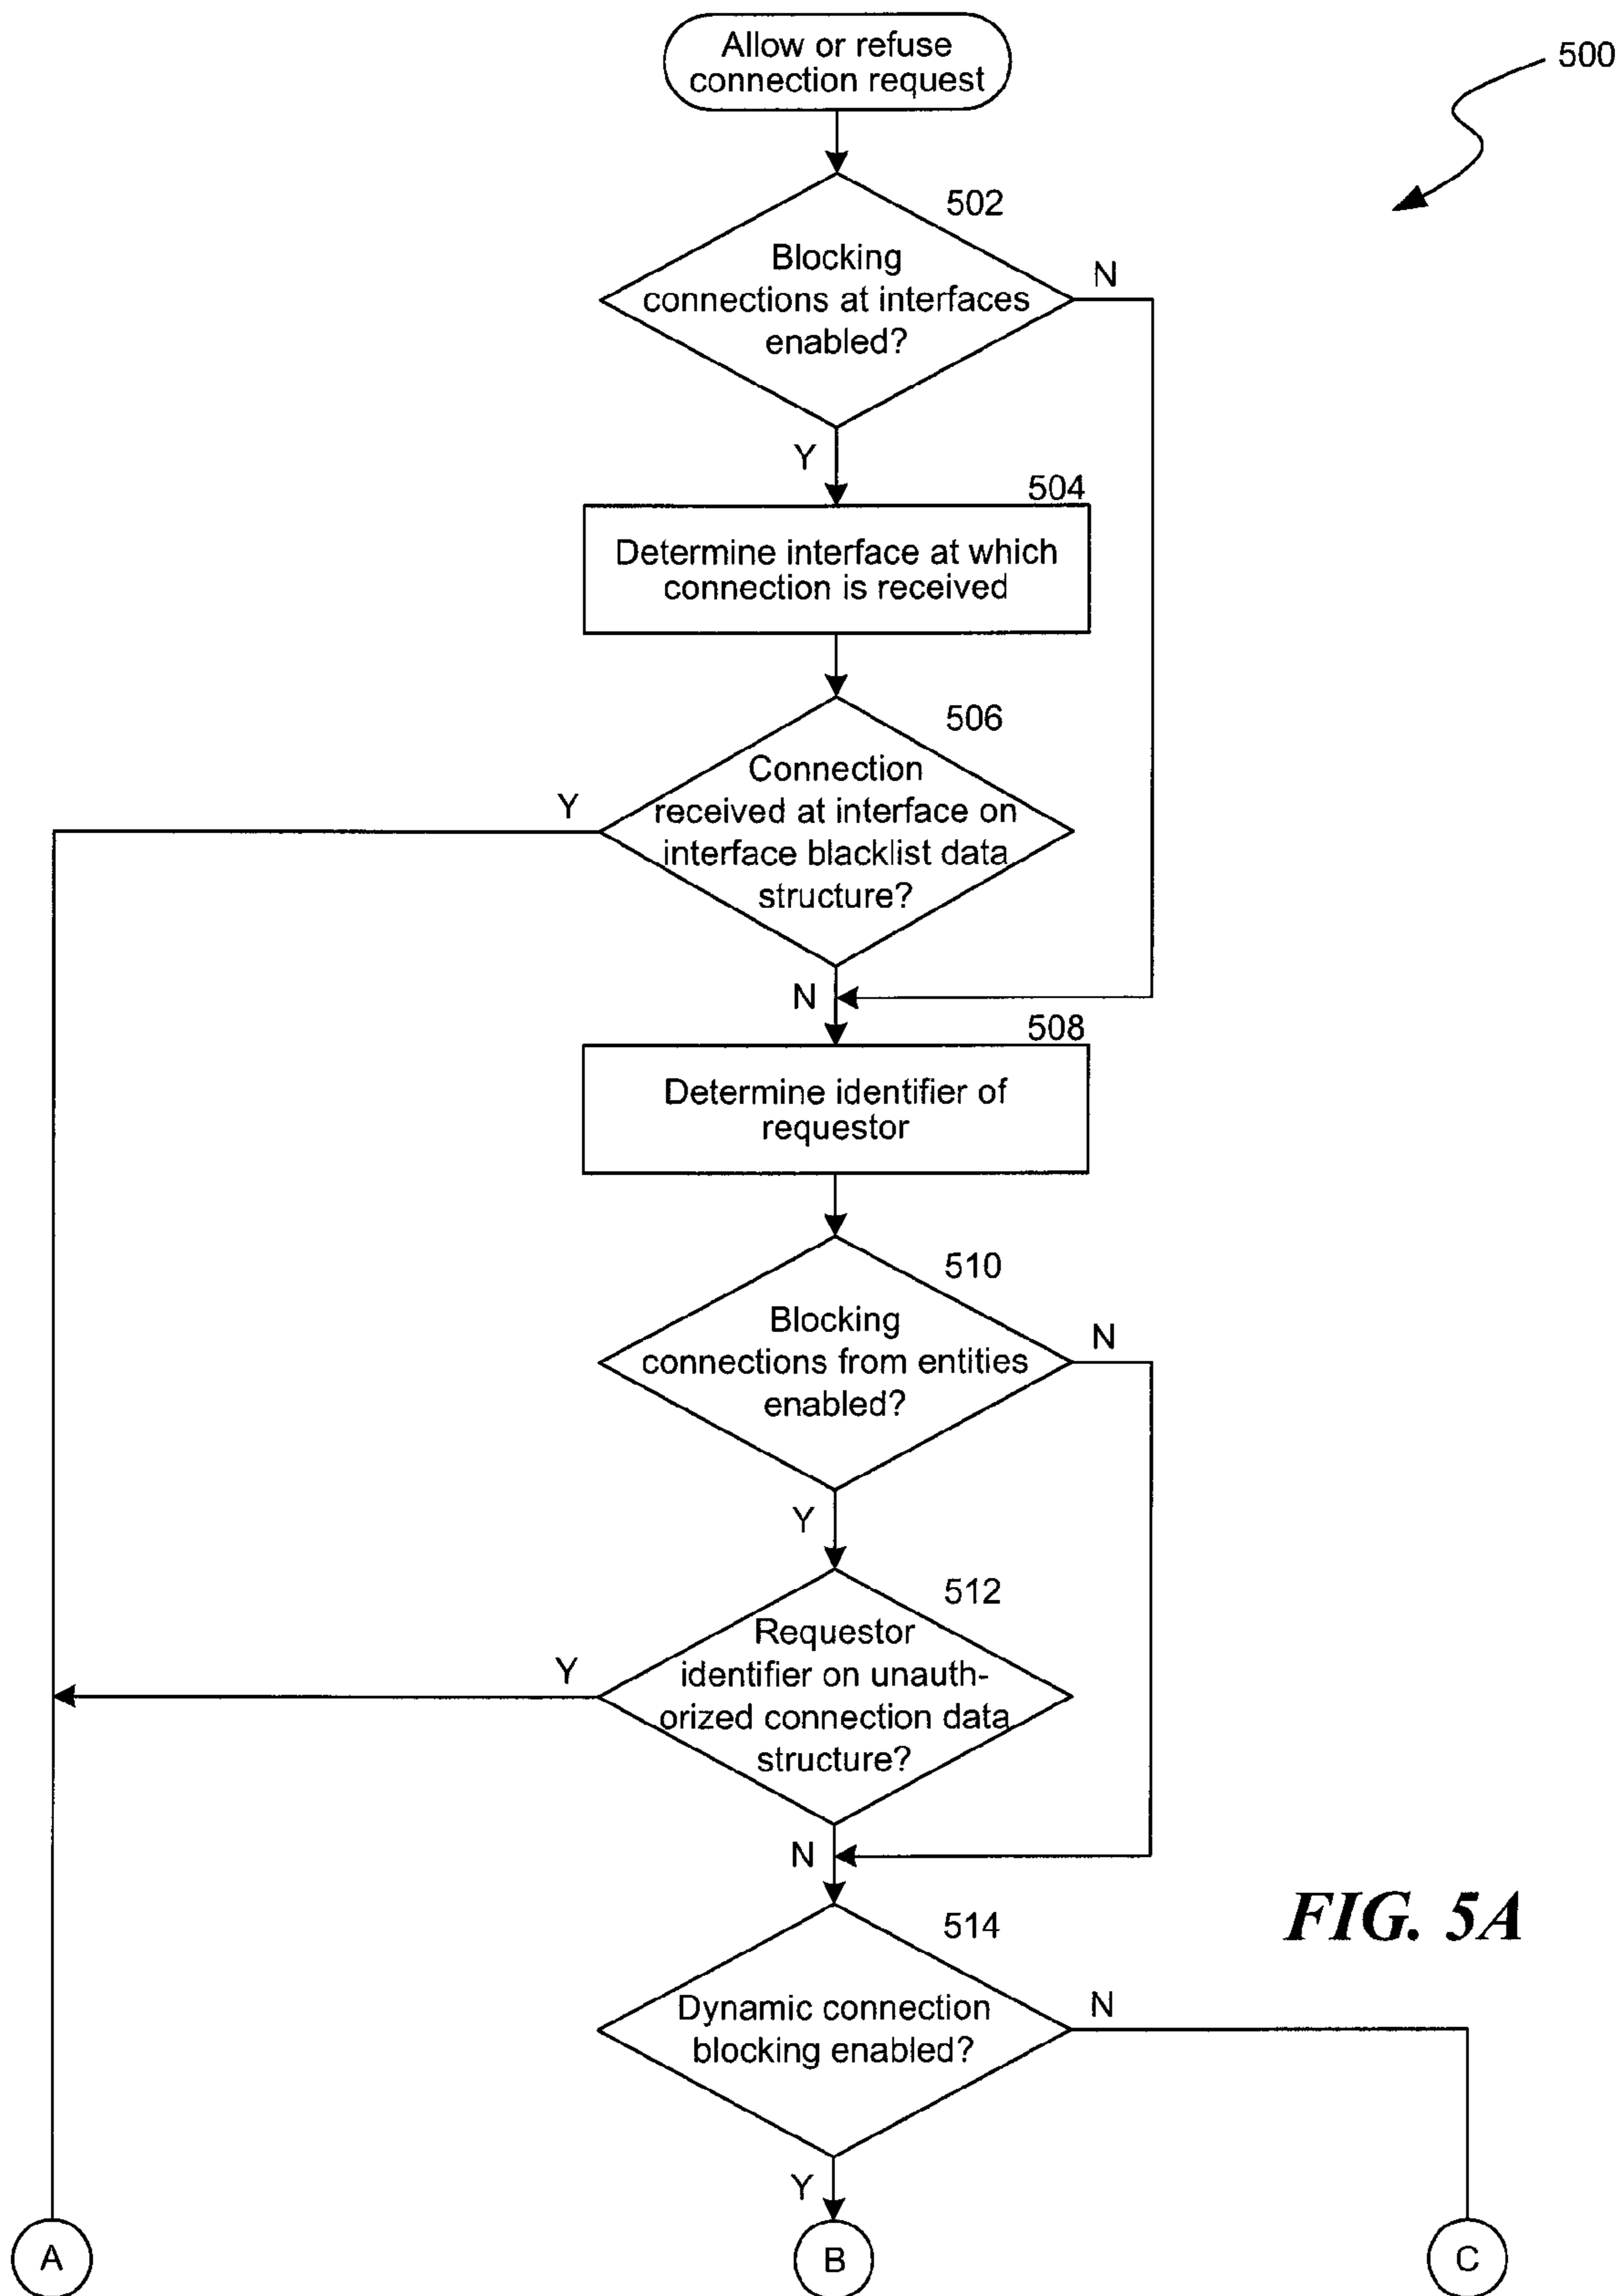 Allow or refuse
connection request
500
502
Blocking
connections at interfaces
enabled?
N
Y
504
Determine interface at which
connection is received
506
Connection
received at interface on
interface blacklist data
structure?
Y
N
508
Determine identifier of
requestor
510
Blocking
connections from entities
enabled?
N
Y
512
Requestor
identifier on unauth-
orized connection data
structure?
Y
N
514
Dynamic connection
blocking enabled?
N
Y
FIG. 5A
A
B
C